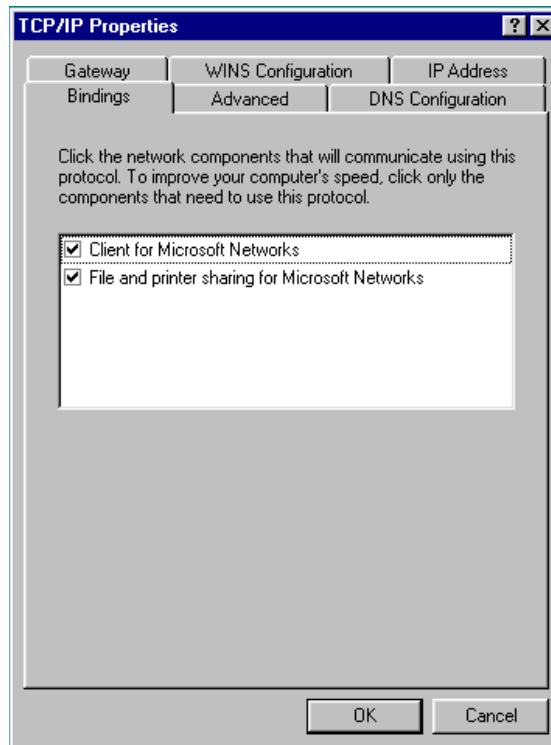 TCP/IP Properties
Gateway WINS Configuration IP Address
Bindings Advanced DNS Configuration
Click the network components that will communicate using this
protocol. To improve your computer's speed, click only the
components that need to use this protocol.
Client for Microsoft Networks
File and printer sharing for Microsoft Networks
OK Cancel